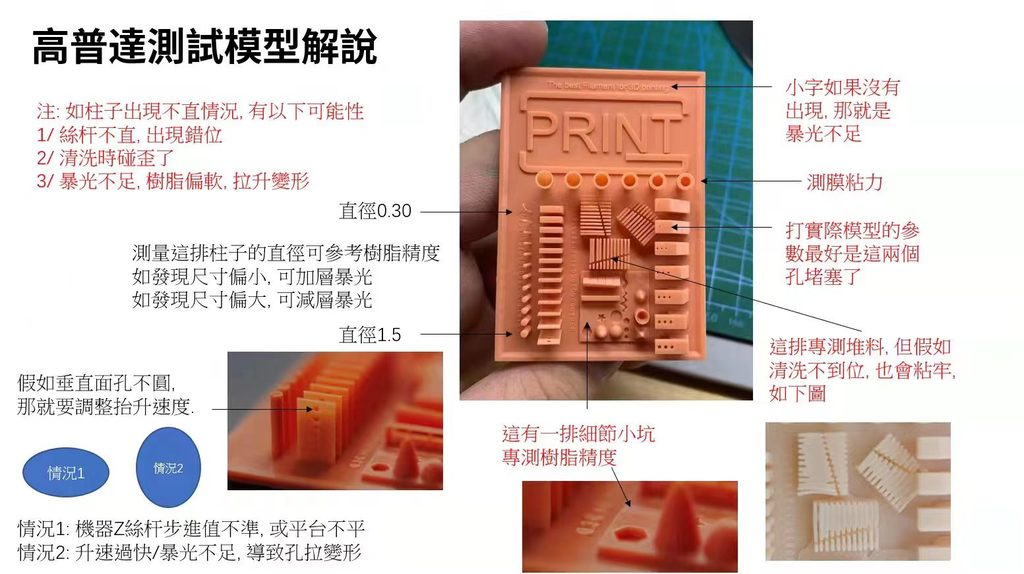 高普達測試模型解說
注: 如柱子出現不直情況, 有以下可能性
1/ 絲杆不直, 出現錯位
2/ 清洗時碰歪了
3/ 暴光不足, 樹脂偏軟, 拉升變形
直徑0.30
測量這排柱子的直徑可參考樹脂精度
如發現尺寸偏小, 可加層暴光
如發現尺寸偏大, 可減層暴光
直徑1.5
The best Filament for 3D printing
PRINT
小字如果沒有
出現, 那就是
暴光不足
測膜粘力
打實際模型的參
數最好是這兩個
孔堵塞了
這排專測堆料, 但假如
清洗不到位, 也會粘牢,
如下圖
假如垂直面孔不圓,
那就要調整抬升速度.
情況1
情況2
情況1: 機器Z絲杆步進值不準, 或平台不平
情況2: 升速過快/暴光不足, 導致孔拉變形
這有一排細節小坑
專測樹脂精度